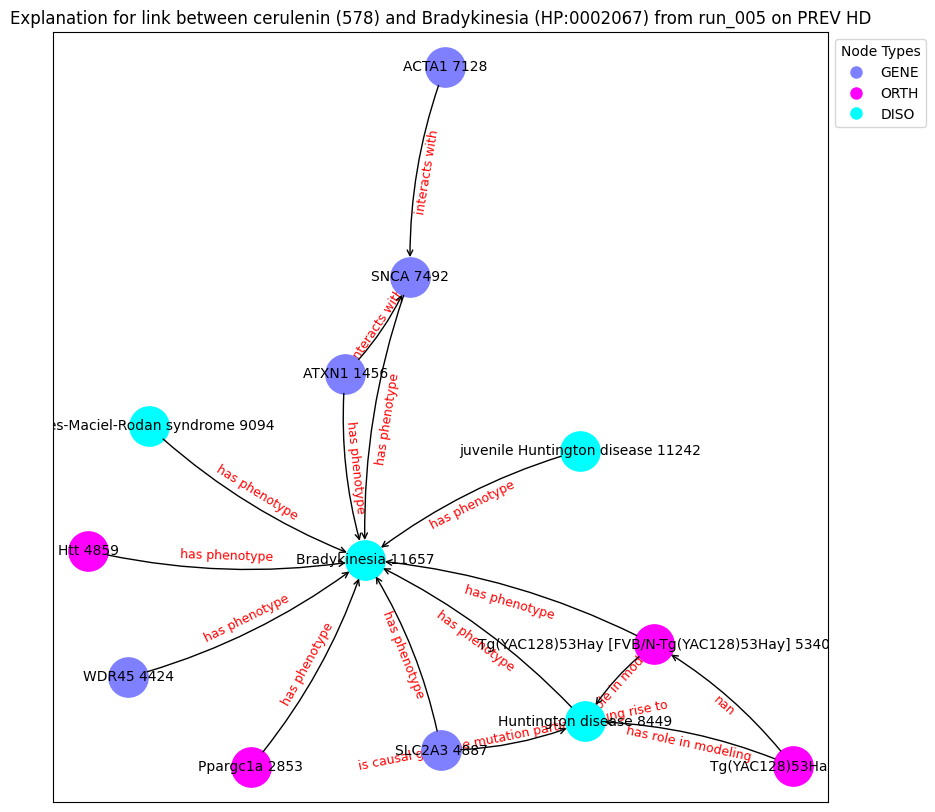 Explanation for link between cerulenin (578) and Bradykinesia (HP:0002067) from run_005 on PREV HD
Node Types
GENE
ORTH
DISO
ACTA1 7128
interacts with
SNCA 7492
interacts with
ATXN1 1456
has phenotype
has phenotype
es-Maciel-Rodan syndrome 9094
juvenile Huntington disease 11242
has phenotype
has phenotype
Htt 4859
has phenotype
Bradykinesia 11657
has phenotype
has phenotype
has phenotype
has phenotype
has phenotype
Tg(YAC128)53Hay [FVB/N-Tg(YAC128)53Hay] 5340
WDR45 4424
nan
Huntington disease 8449
has role in modeling
is causal ge mutation part ing rise to
SLC2A3 4887
Ppargc1a 2853
Tg(YAC128)53Ha